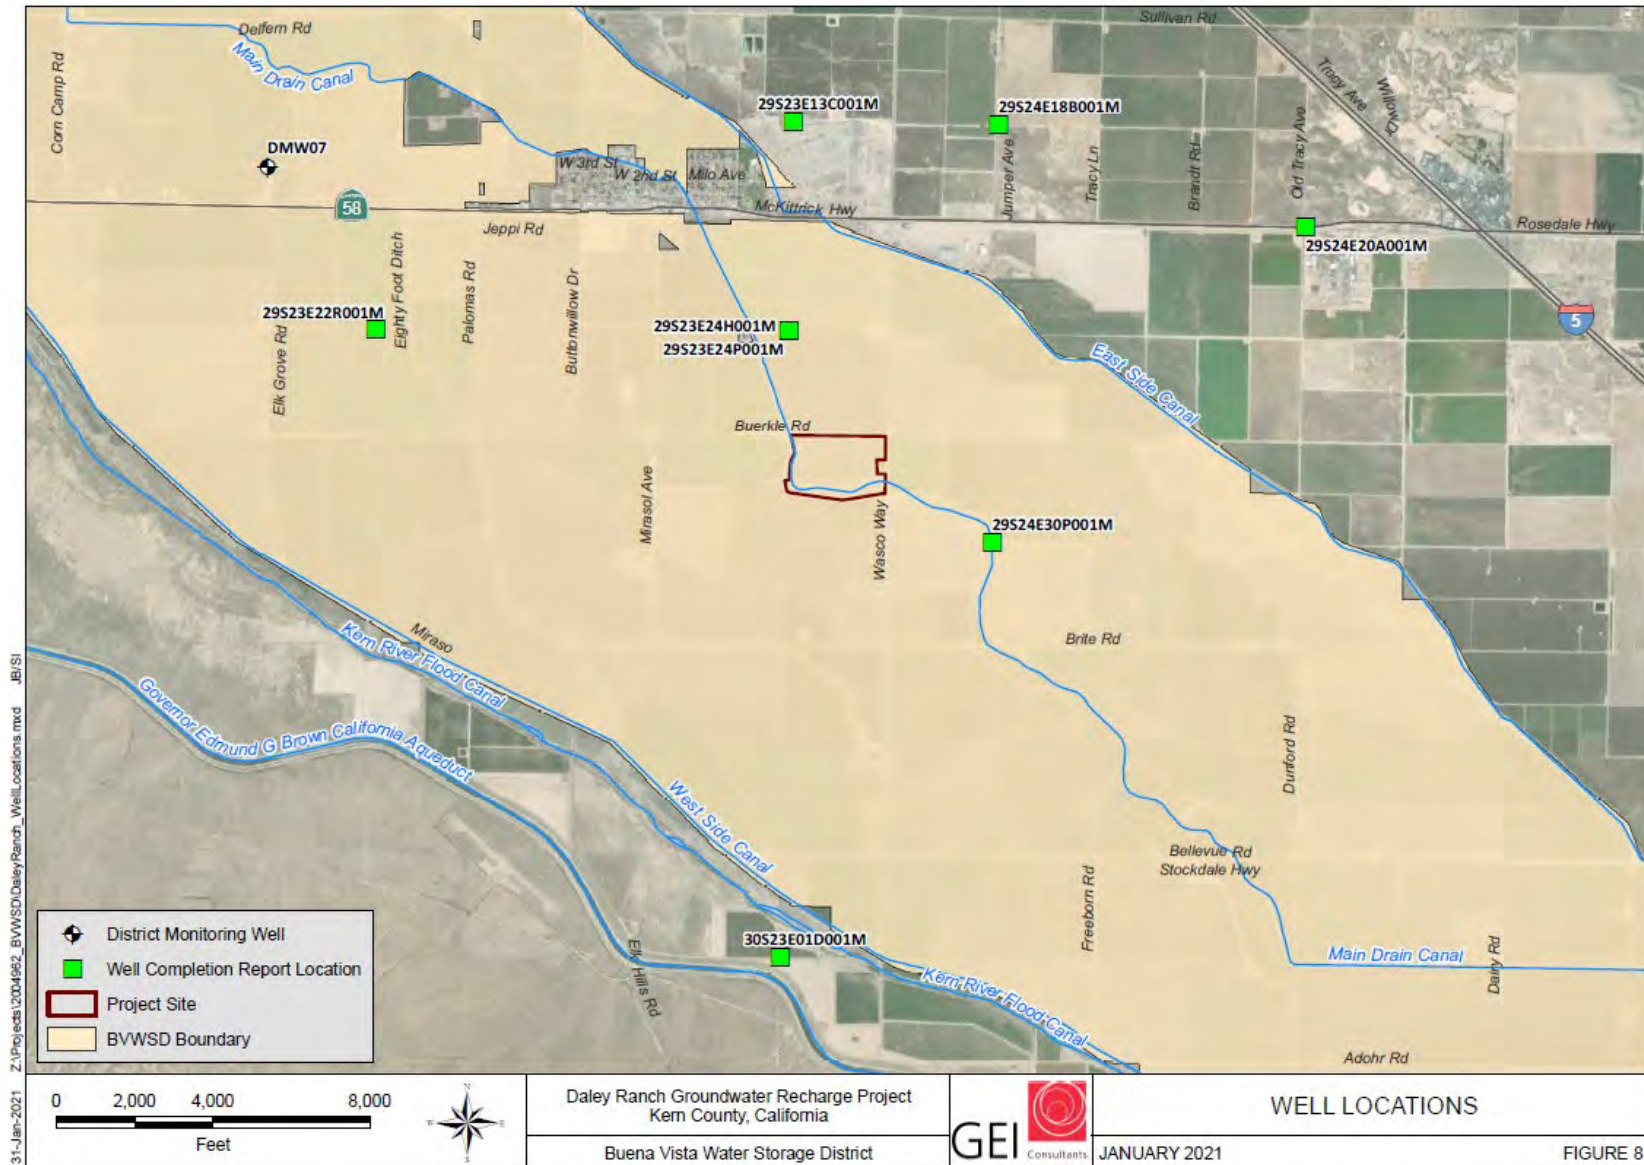 Delfern Rd
Sullivan Rd
Main Drain Canal
Corn Camp Rd
Tracy Ave
Willow Dr
29S23E13C001M
29S24E18B001M
DMW07
W 3rd St
W 2nd St
Milo Ave
Jumper Ave
Tracy Ln
Brandt Rd
Old Tracy Ave
58
McKittrick Hwy
Jeppi Rd
Rosedale Hwy
29S24E20A001M
Eighty Foot Ditch
Palomas Rd
Buttonwillow Dr
29S23E22R001M
29S23E24H001M
29S23E24P001M
5
Elk Grove Rd
East Side Canal
Buerkle Rd
Mirasol Ave
Wasco Way
29S24E30P001M
Miraso
Brite Rd
Kern River Flood Canal
Governor Edmund G Brown California Aqueduct
West Side Canal
Dunford Rd
Bellevue Rd
Stockdale Hwy
Freeborn Rd
30S23E01D001M
Elk Hills Rd
Kern River Flood Canal
Main Drain Canal
Dairy Rd
Adohr Rd
District Monitoring Well
Well Completion Report Location
Project Site
BVWSD Boundary
31-Jan-2021 Z:\Projects\2004962_BVWSD\DaleyRanch_WellLocations.mxd JB/SI
0 2,000 4,000 8,000
Feet
N
W E
S
Daley Ranch Groundwater Recharge Project
Kern County, California
Buena Vista Water Storage District
GEI
Consultants
WELL LOCATIONS
JANUARY 2021
FIGURE 8